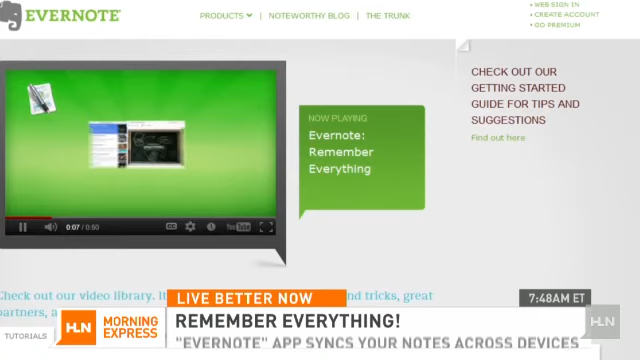 EVERNOTE
PRODUCTS | NOTEWORTHY BLOG | THE TRUNK
• WEB SIGN IN
• CREATE ACCOUNT
• GO PREMIUM
CHECK OUT OUR
GETTING STARTED
GUIDE FOR TIPS AND
SUGGESTIONS
Find out here
NOW PLAYING
Evernote:
Remember
Everything
0:07 / 0:50
CC
YouTube
Check out our video library. It
nd tricks, great
partners, a
LIVE BETTER NOW
7:48AM ET
TUTORIALS
HLN
MORNING
EXPRESS
REMEMBER EVERYTHING!
"EVERNOTE" APP SYNCS YOUR NOTES ACROSS DEVICES
HLN